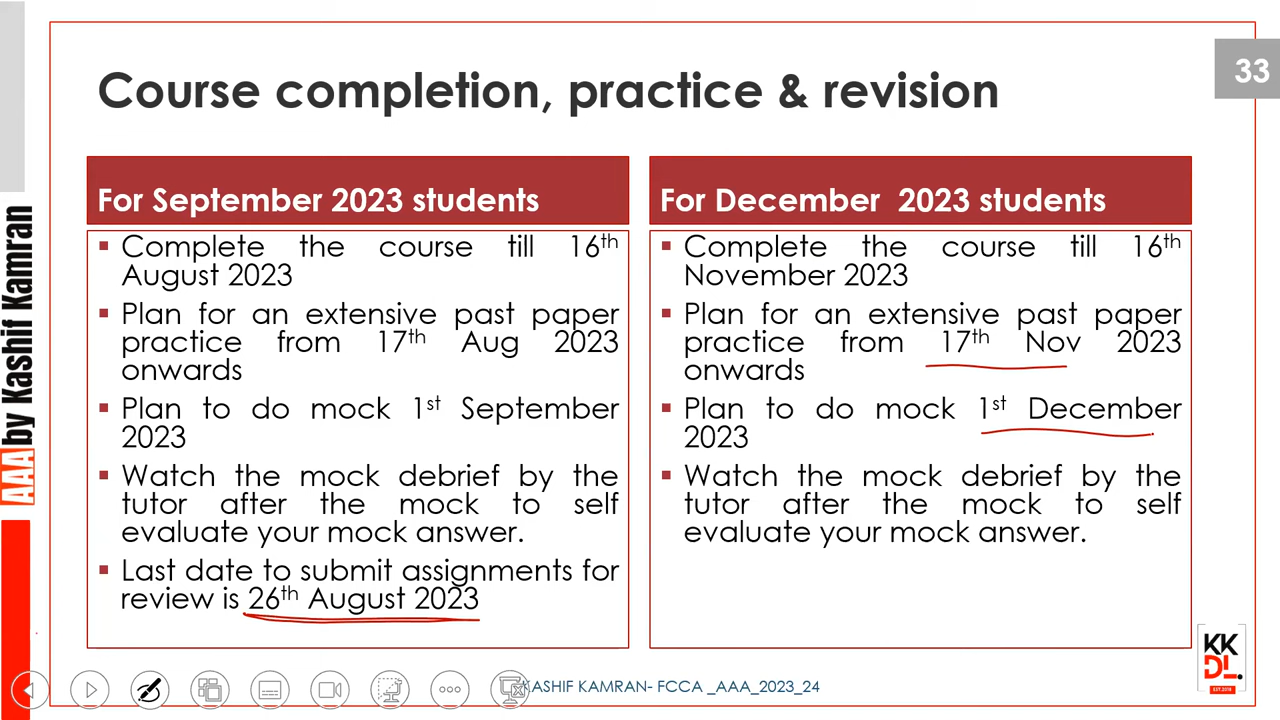 33
Course completion, practice & revision
For September 2023 students
▪ Complete the course till 16th
August 2023
▪ Plan for an extensive past paper
practice from 17th Aug 2023
onwards
▪ Plan to do mock 1st September
2023
▪ Watch the mock debrief by the
tutor after the mock to self
evaluate your mock answer.
▪ Last date to submit assignments for
review is 26th August 2023
For December 2023 students
▪ Complete the course till 16th
November 2023
▪ Plan for an extensive past paper
practice from 17th Nov 2023
onwards
▪ Plan to do mock 1st December
2023
▪ Watch the mock debrief by the
tutor after the mock to self
evaluate your mock answer.
AAA by Kashif Kamran
KASHIF KAMRAN- FCCA _AAA_2023_24
KK
DL.
EST.2018